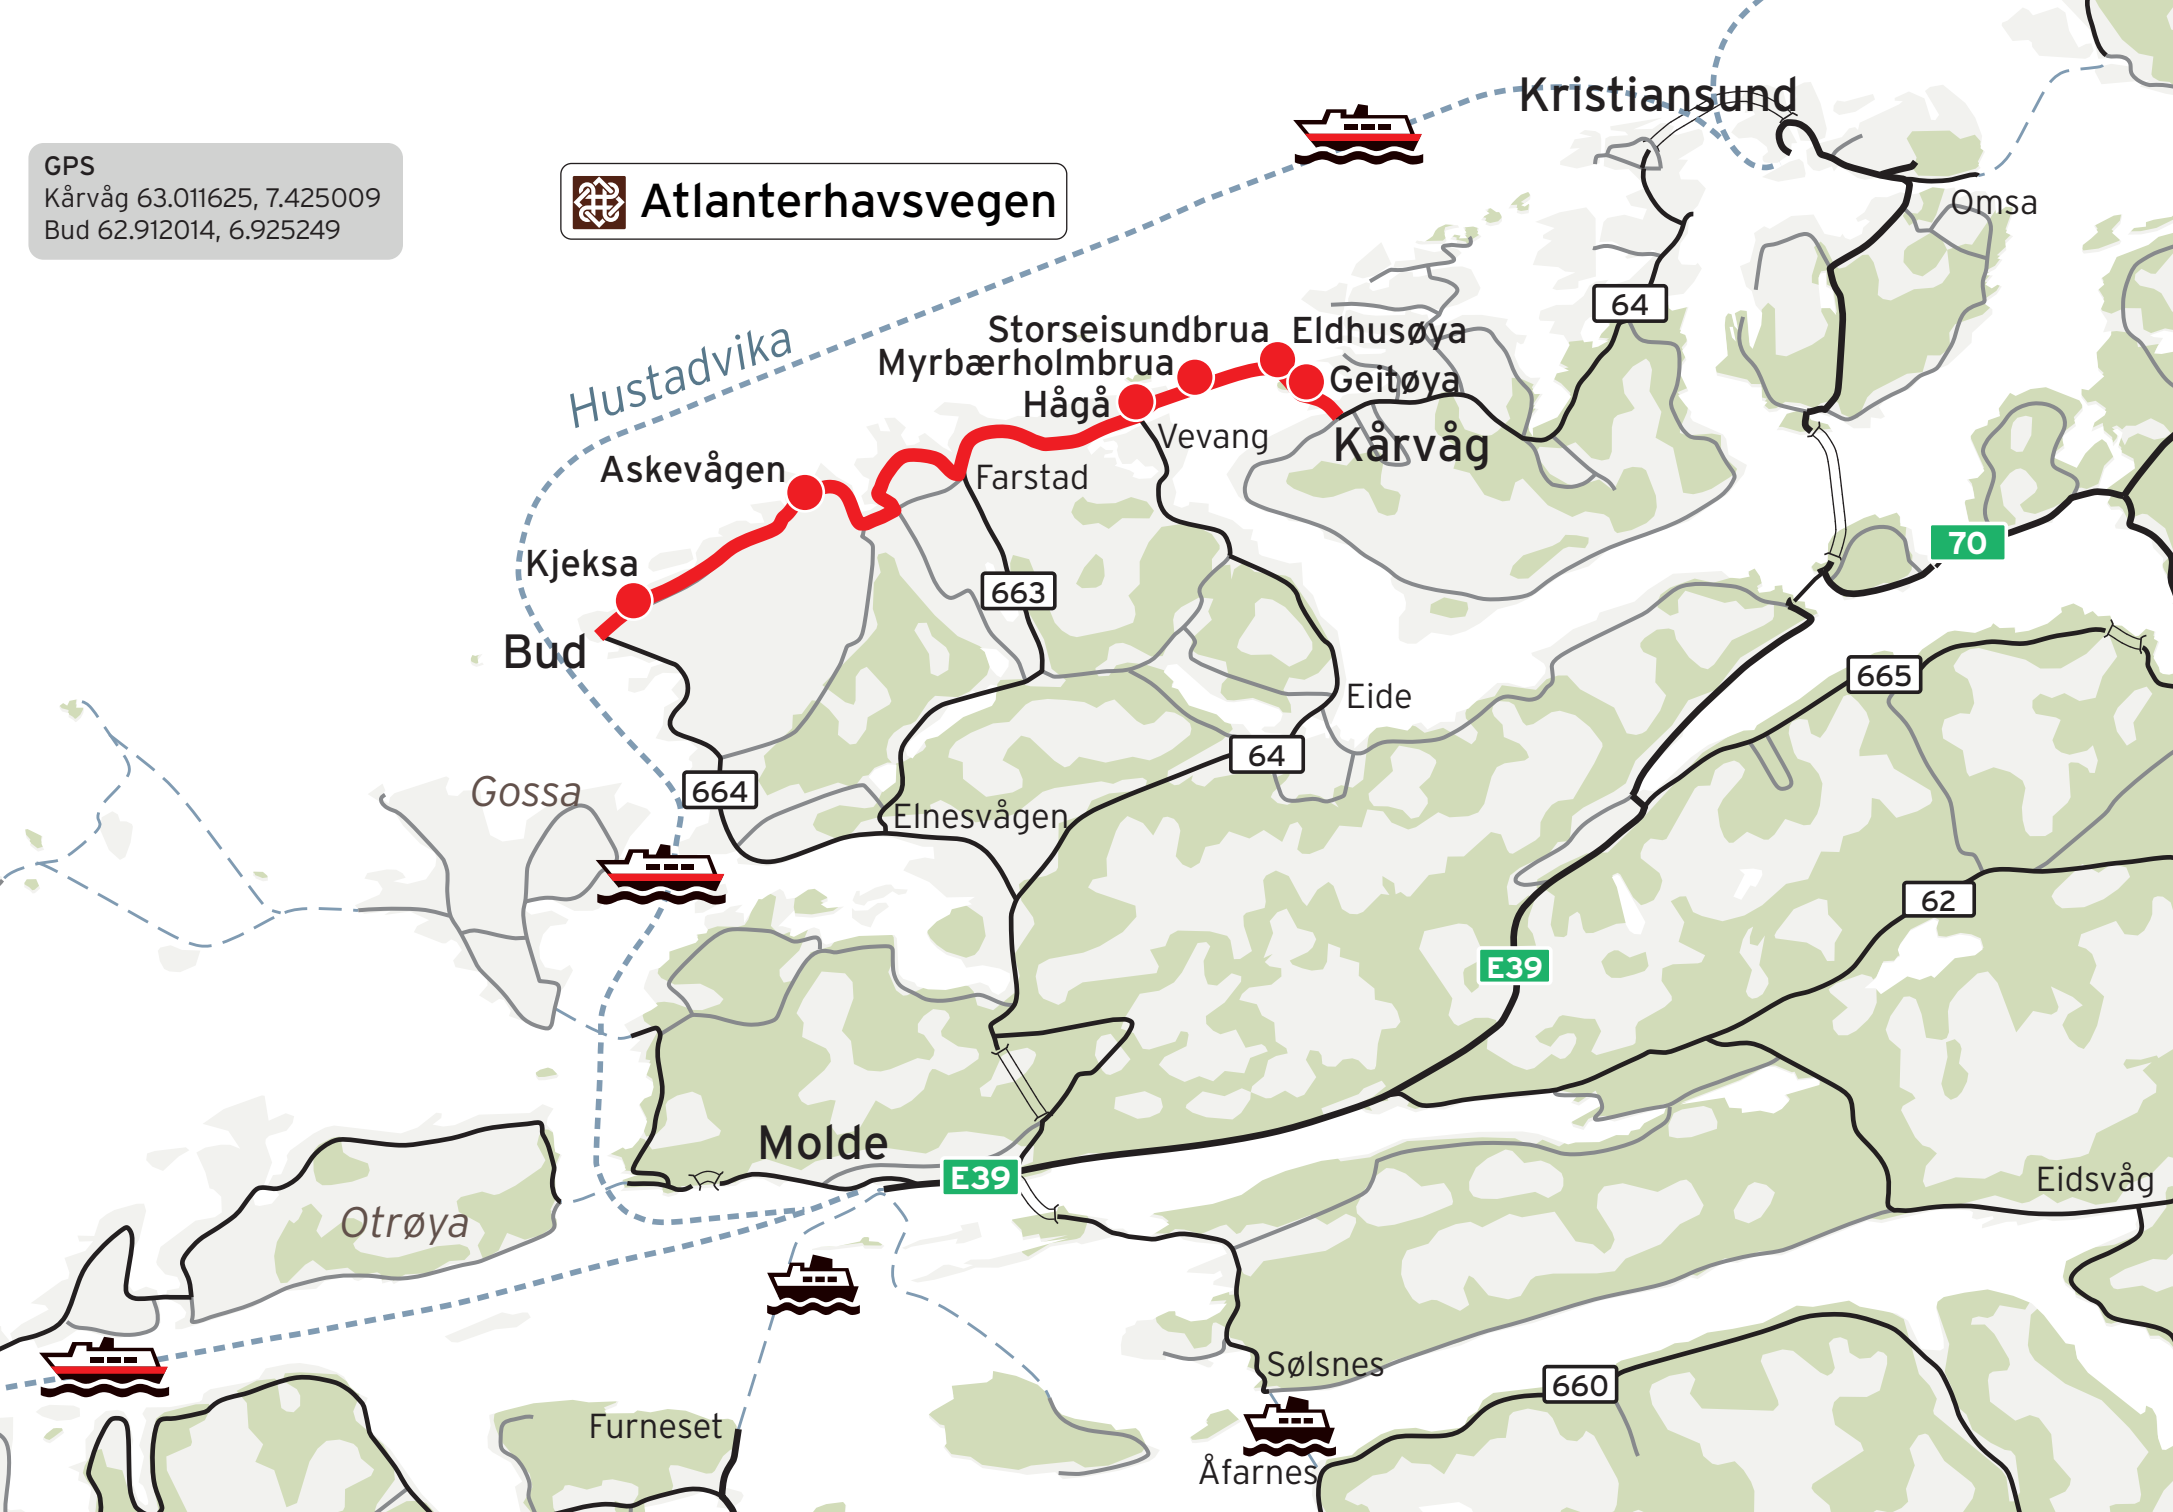 GPS
Kårvåg 63.011625, 7.425009
Bud 62.912014, 6.925249
Atlanterhavsvegen
Kristiansund
Omsa
64
Hustadvika
Storseisundbrua
Eldhusøya
Myrbærholmbrua
Geitøya
Hågå
Vevang
Kårvåg
Askevågen
Farstad
Kjeksa
70
663
Bud
665
Eide
64
664
Gossa
Elnesvågen
62
E39
Molde
E39
Eidsvåg
Otrøya
Sølsnes
660
Furneset
Åfarnes